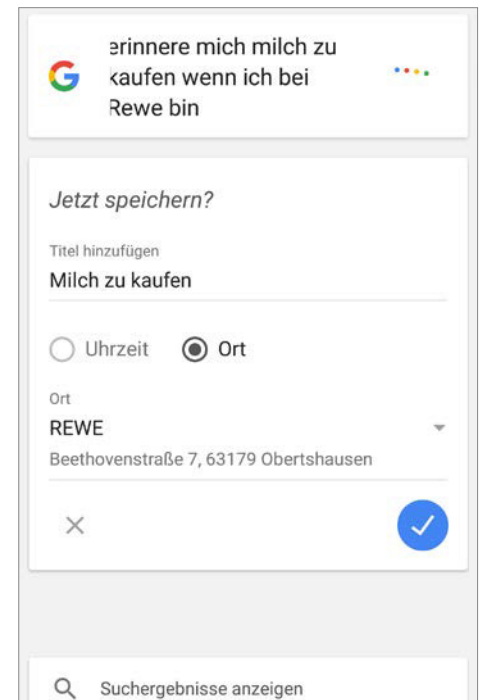 erinnere mich milch zu
kaufen wenn ich bei
Rewe bin
Jetzt speichern?
Titel hinzufügen
Milch zu kaufen
Uhrzeit Ort
Ort
REWE
Beethovenstraße 7, 63179 Obertshausen
Suchergebnisse anzeigen